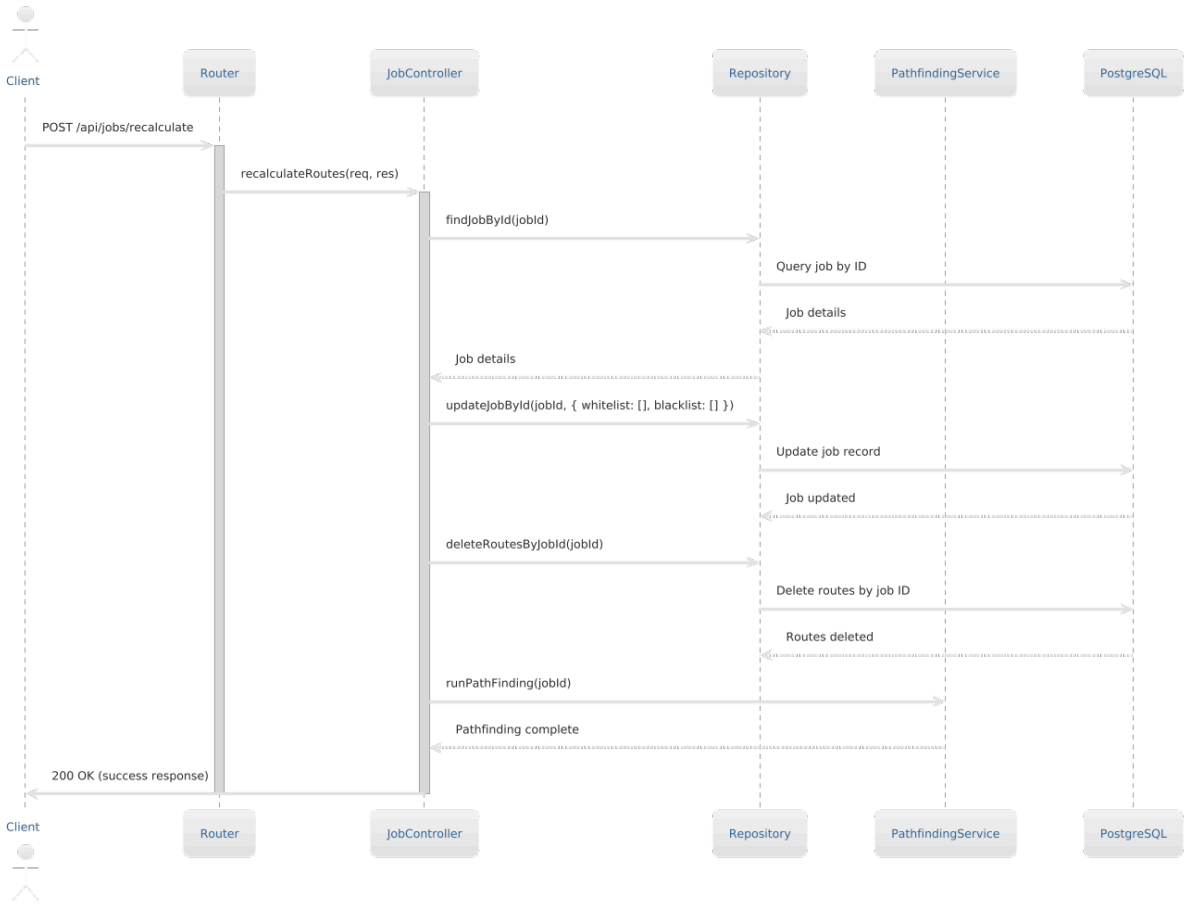 Client
Router
JobController
Repository
PathfindingService
PostgreSQL
POST /api/jobs/recalculate
recalculateRoutes(req, res)
findJobById(jobId)
Query job by ID
Job details
Job details
updateJobById(jobId, { whitelist: [], blacklist: [] })
Update job record
Job updated
deleteRoutesByJobId(jobId)
Delete routes by job ID
Routes deleted
runPathFinding(jobId)
Pathfinding complete
200 OK (success response)
Client
Router
JobController
Repository
PathfindingService
PostgreSQL